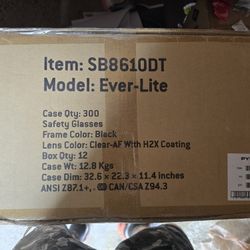 Item: SB8610DT
Model: Ever-Lite
Case Qty: 300
Safety Glasses
Frame Color: Black
Lens Color: Clear-AF With H2X Coating
Box Qty: 12
Case Wt: 12.8 Kgs
Case Dim: 32.6 x 22.3 x 11.4 inches
ANSI Z87.1+, CAN/CSA Z94.3